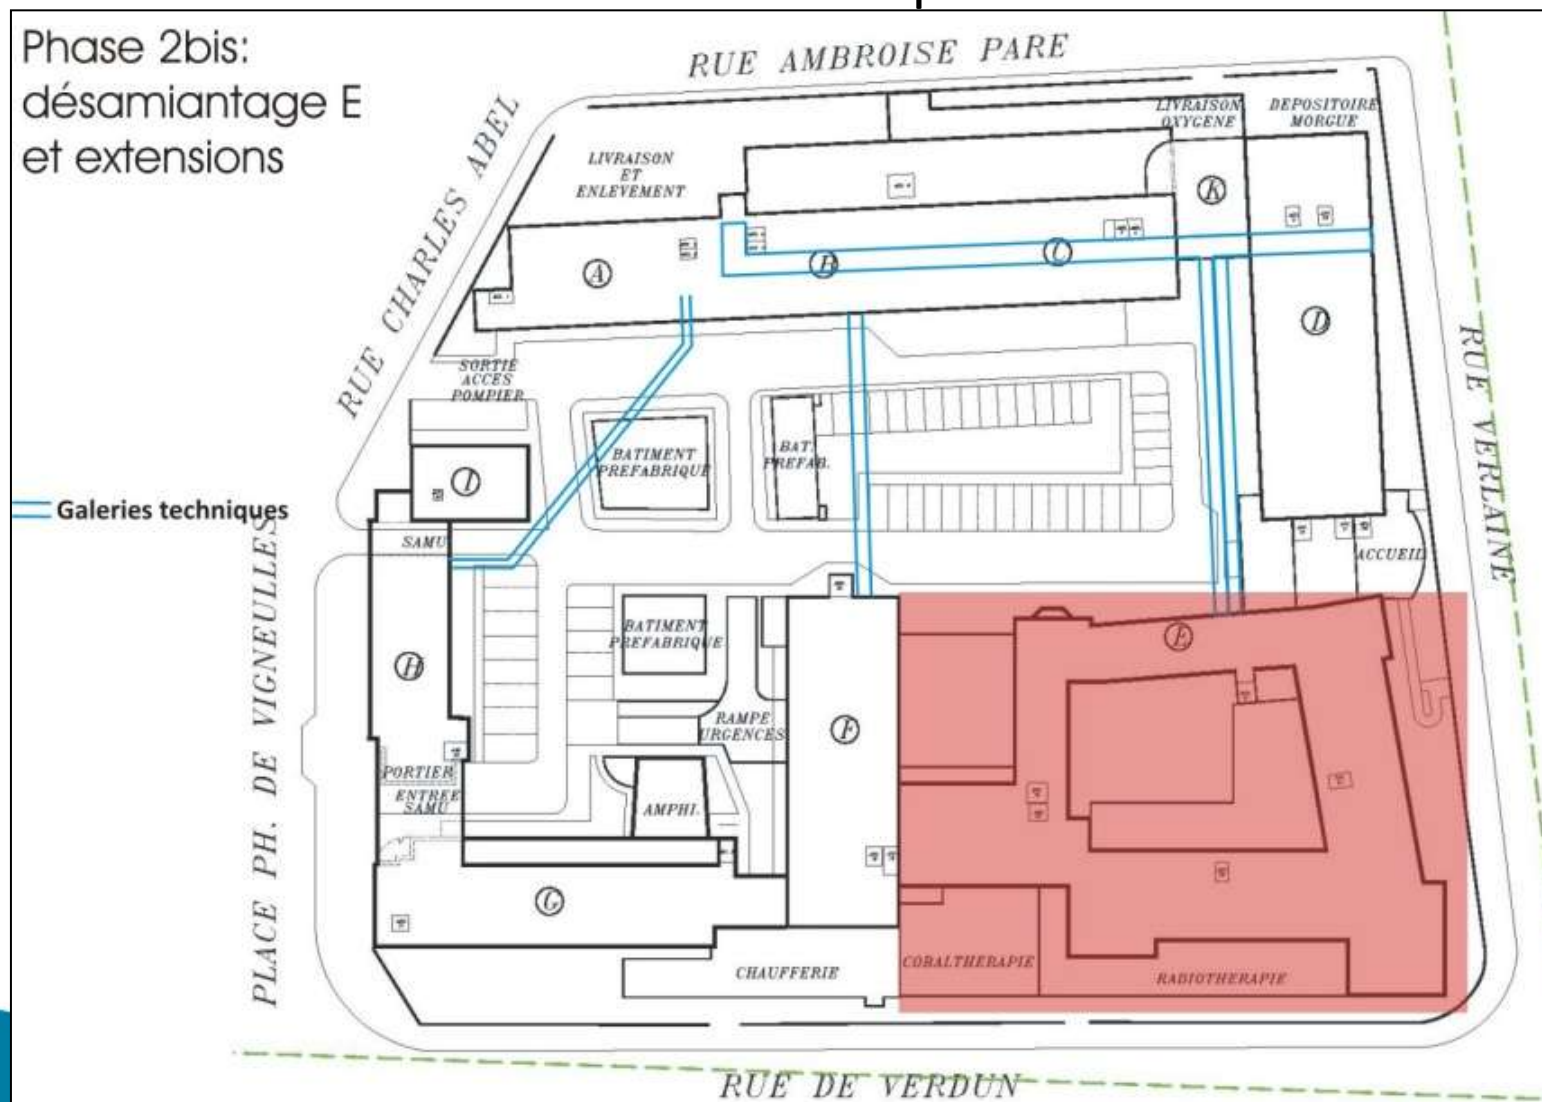 Phase 2bis:
désamiantage E
et extensions
RUE AMBROISE PARE
RUE CHARLES ABEL
LIVRAISON
ET
ENLEVEMENT
LIVRAISON
OXYGENE
DEPOSITOIRE
MORGUE
K
A
B
C
D
RUE VERLAINE
SORTIE
ACCES
POMPIER
BATIMENT
PREFABRIQUE
BAT.
PREFAB.
I
Galeries techniques
SAMU
ACCUEIL
PLACE PH. DE VIGNEULLES
H
BATIMENT
PREFABRIQUE
E
RAMPE
URGENCES
F
PORTIER
ENTREE
SAMU
AMPHI.
G
CHAUFFERIE
COBALTHERAPIE
RADIOTHERAPIE
RUE DE VERDUN